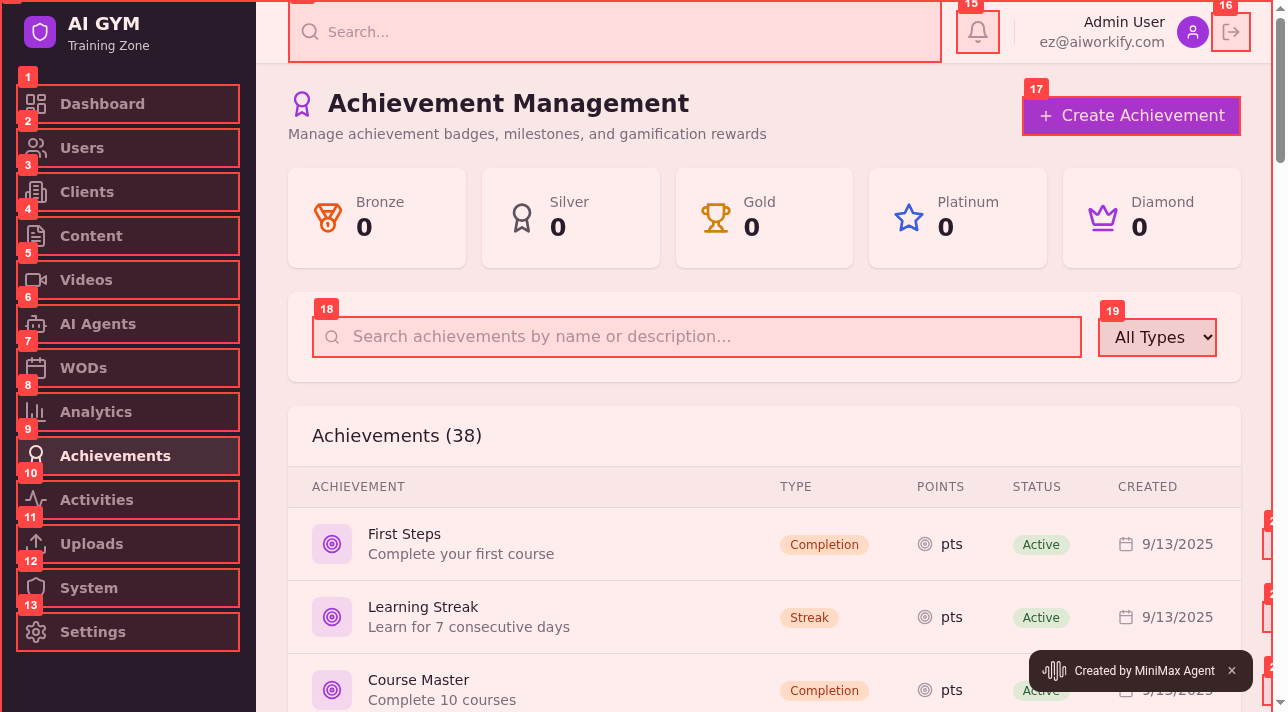 AI GYM
Training Zone
1
Dashboard
2
Users
3
Clients
4
Content
5
Videos
6
AI Agents
7
WODs
8
Analytics
9
Achievements
10
Activities
11
Uploads
12
System
13
Settings
Search...
15
Admin User
ez@aiworkify.com
16
Achievement Management
Manage achievement badges, milestones, and gamification rewards
17
Create Achievement
Bronze
0
Silver
0
Gold
0
Platinum
0
Diamond
0
18
Search achievements by name or description...
19
All Types
Achievements (38)
ACHIEVEMENT TYPE POINTS STATUS CREATED
First Steps
Complete your first course
Completion pts Active 9/13/2025
Learning Streak
Learn for 7 consecutive days
Streak pts Active 9/13/2025
Course Master
Complete 10 courses
Completion pts Active 9/13/2025
Created by MiniMax Agent ×